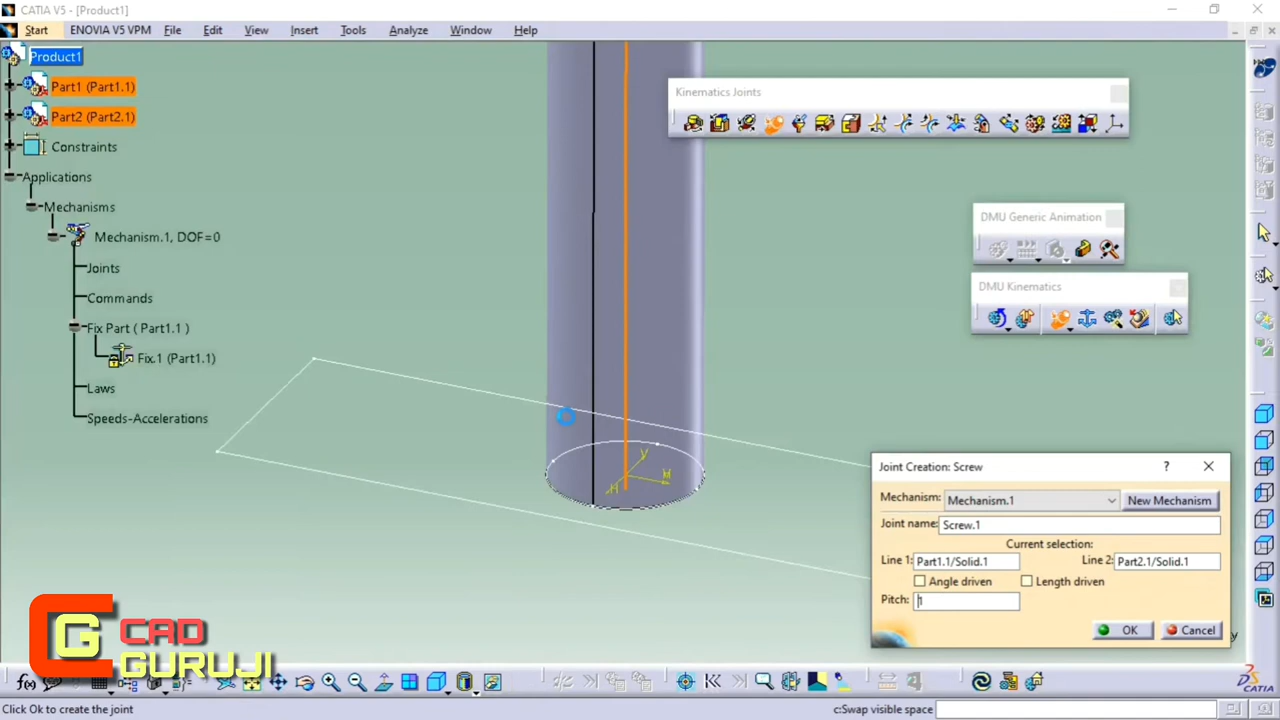 CATIA V5 - [Product1]
Start ENOVIA V5 VPM File Edit View Insert Tools Analyze Window Help
Product1
Part1 (Part1.1)
Part2 (Part2.1)
Constraints
Applications
Mechanisms
Mechanism.1, DOF=0
Joints
Commands
Fix Part ( Part1.1 )
Fix.1 (Part1.1)
Laws
Speeds-Accelerations
Kinematics Joints
DMU Generic Animation
DMU Kinematics
y
H
Joint Creation: Screw
?
Mechanism: Mechanism.1 New Mechanism
Joint name: Screw.1
Current selection:
Line 1: Part1.1/Solid.1 Line 2: Part2.1/Solid.1
Angle driven Length driven
Pitch: 1
OK Cancel
y
G CAD
GURUJI
f(x)
CATIA
Click Ok to create the joint c:Swap visible space